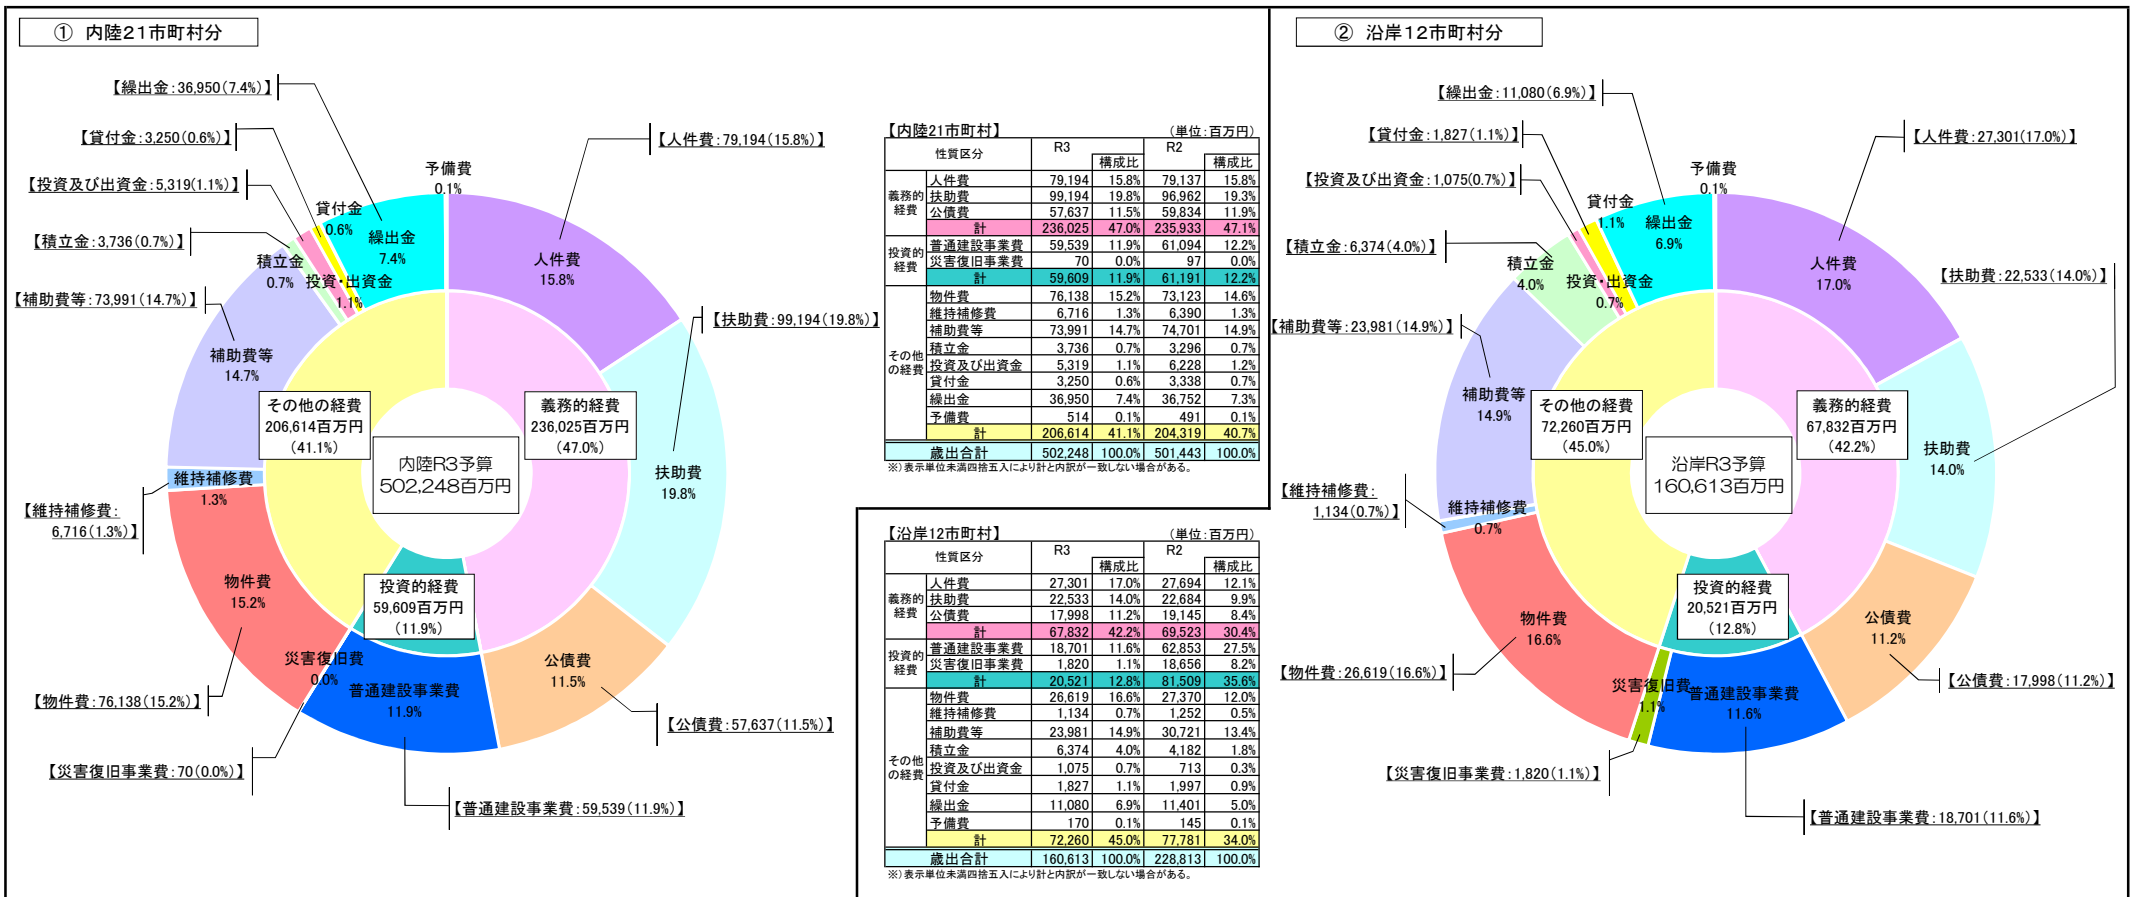 ① 内陸21市町村分
【繰出金:36,950(7.4%)】
【貸付金:3,250(0.6%)】
【投資及び出資金:5,319(1.1%)】
【積立金:3,736(0.7%)】
【補助費等:73,991(14.7%)】
【維持補修費:
6,716(1.3%)】
【物件費:76,138(15.2%)】
【災害復旧事業費:70(0.0%)】
【普通建設事業費:59,539(11.9%)】
【公債費:57,637(11.5%)】
【扶助費:99,194(19.8%)】
【人件費:79,194(15.8%)】
予備費
0.1%
貸付金
0.6%
繰出金
7.4%
積立金
0.7%
投資・出資金
1.1%
人件費
15.8%
補助費等
14.7%
扶助費
19.8%
維持補修費
1.3%
物件費
15.2%
災害復旧費
0.0%
普通建設事業費
11.9%
公債費
11.5%
その他の経費
206,614百万円
(41.1%)
義務的経費
236,025百万円
(47.0%)
内陸R3予算
502,248百万円
投資的経費
59,609百万円
(11.9%)
【内陸21市町村】 (単位:百万円)
性質区分 R3 構成比 R2 構成比
義務的経費
人件費 79,194 15.8% 79,137 15.8%
扶助費 99,194 19.8% 96,962 19.3%
公債費 57,637 11.5% 59,834 11.9%
計 236,025 47.0% 235,933 47.1%
投資的経費
普通建設事業費 59,539 11.9% 61,094 12.2%
災害復旧事業費 70 0.0% 97 0.0%
計 59,609 11.9% 61,191 12.2%
その他の経費
物件費 76,138 15.2% 73,123 14.6%
維持補修費 6,716 1.3% 6,390 1.3%
補助費等 73,991 14.7% 74,701 14.9%
積立金 3,736 0.7% 3,296 0.7%
投資及び出資金 5,319 1.1% 6,228 1.2%
貸付金 3,250 0.6% 3,338 0.7%
繰出金 36,950 7.4% 36,752 7.3%
予備費 514 0.1% 491 0.1%
計 206,614 41.1% 204,319 40.7%
歳出合計 502,248 100.0% 501,443 100.0%
※)表示単位未満四捨五入により計と内訳が一致しない場合がある。
【沿岸12市町村】 (単位:百万円)
性質区分 R3 構成比 R2 構成比
義務的経費
人件費 27,301 17.0% 27,694 12.1%
扶助費 22,533 14.0% 22,684 9.9%
公債費 17,998 11.2% 19,145 8.4%
計 67,832 42.2% 69,523 30.4%
投資的経費
普通建設事業費 18,701 11.6% 62,853 27.5%
災害復旧事業費 1,820 1.1% 18,656 8.2%
計 20,521 12.8% 81,509 35.6%
その他の経費
物件費 26,619 16.6% 27,370 12.0%
維持補修費 1,134 0.7% 1,252 0.5%
補助費等 23,981 14.9% 30,721 13.4%
積立金 6,374 4.0% 4,182 1.8%
投資及び出資金 1,075 0.7% 713 0.3%
貸付金 1,827 1.1% 1,997 0.9%
繰出金 11,080 6.9% 11,401 5.0%
予備費 170 0.1% 145 0.1%
計 72,260 45.0% 77,781 34.0%
歳出合計 160,613 100.0% 228,813 100.0%
※)表示単位未満四捨五入により計と内訳が一致しない場合がある。
② 沿岸12市町村分
【繰出金:11,080(6.9%)】
【貸付金:1,827(1.1%)】
【投資及び出資金:1,075(0.7%)】
【積立金:6,374(4.0%)】
【補助費等:23,981(14.9%)】
【維持補修費:
1,134(0.7%)】
【物件費:26,619(16.6%)】
【災害復旧事業費:1,820(1.1%)】
【普通建設事業費:18,701(11.6%)】
【公債費:17,998(11.2%)】
【扶助費:22,533(14.0%)】
【人件費:27,301(17.0%)】
予備費
0.1%
貸付金
1.1%
繰出金
6.9%
積立金
4.0%
投資・出資金
0.7%
人件費
17.0%
補助費等
14.9%
扶助費
14.0%
維持補修費
0.7%
物件費
16.6%
災害復旧費
1.1%
普通建設事業費
11.6%
公債費
11.2%
その他の経費
72,260百万円
(45.0%)
義務的経費
67,832百万円
(42.2%)
沿岸R3予算
160,613百万円
投資的経費
20,521百万円
(12.8%)